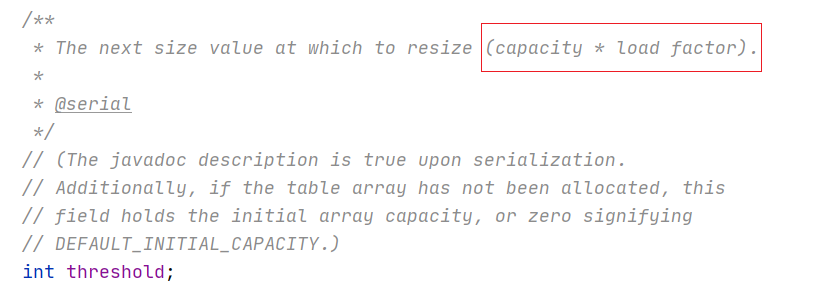 /**
* The next size value at which to resize (capacity * load factor).
*
* @serial
*/
// (The javadoc description is true upon serialization.
// Additionally, if the table array has not been allocated, this
// field holds the initial array capacity, or zero signifying
// DEFAULT_INITIAL_CAPACITY.)
int threshold;